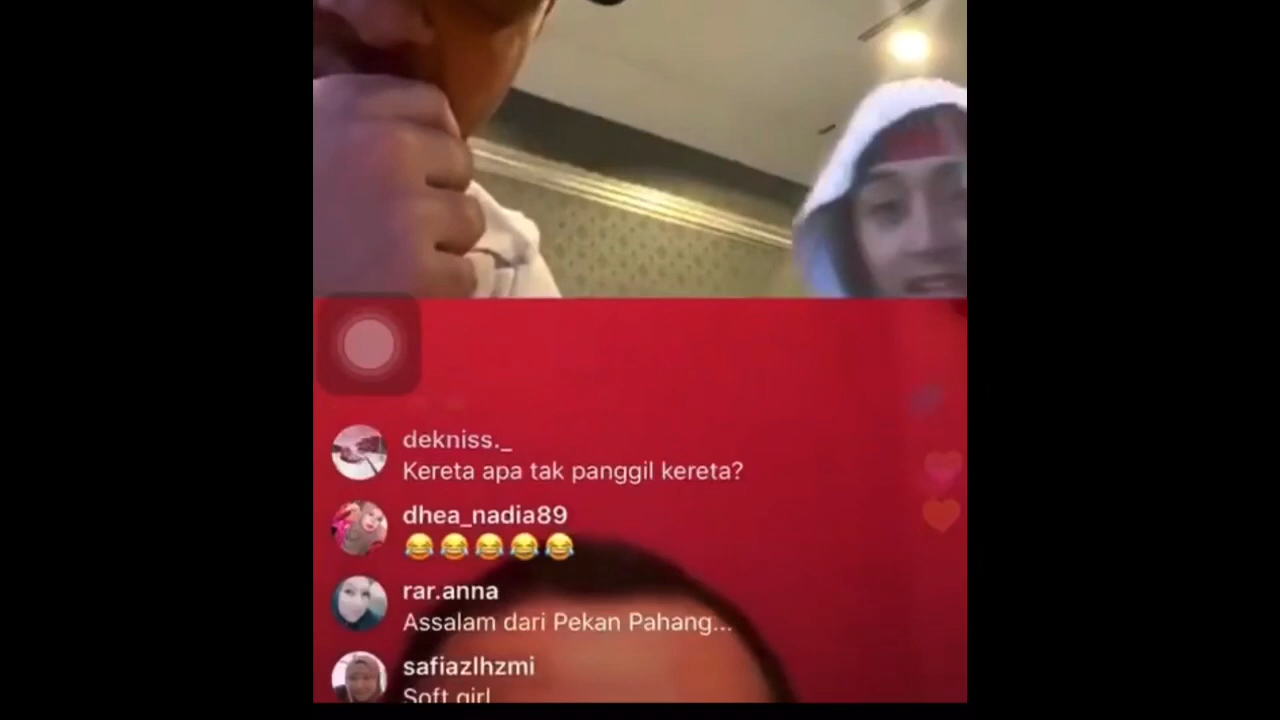 dekniss._
Kereta apa tak panggil kereta?
dhea_nadia89
😂😂😂😂😂
rar.anna
Assalam dari Pekan Pahang...
safiazlhzmi
Soft girl